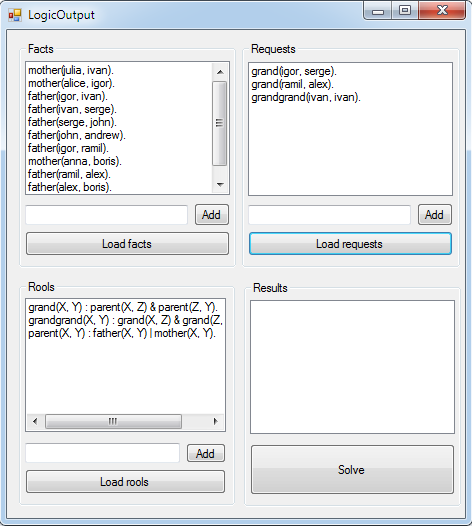 LogicOutput
Facts
mother(julia, ivan).
mother(alice, igor).
father(igor, ivan).
father(ivan, serge).
father(serge, john).
father(john, andrew).
father(igor, ramil).
mother(anna, boris).
father(ramil, alex).
father(alex, boris).
Add
Load facts
Requests
grand(igor, serge).
grand(ramil, alex).
grandgrand(ivan, ivan).
Add
Load requests
Rools
grand(X, Y) : parent(X, Z) & parent(Z, Y).
grandgrand(X, Y) : grand(X, Z) & grand(Z,
parent(X, Y) : father(X, Y) | mother(X, Y).
Add
Load rools
Results
Solve